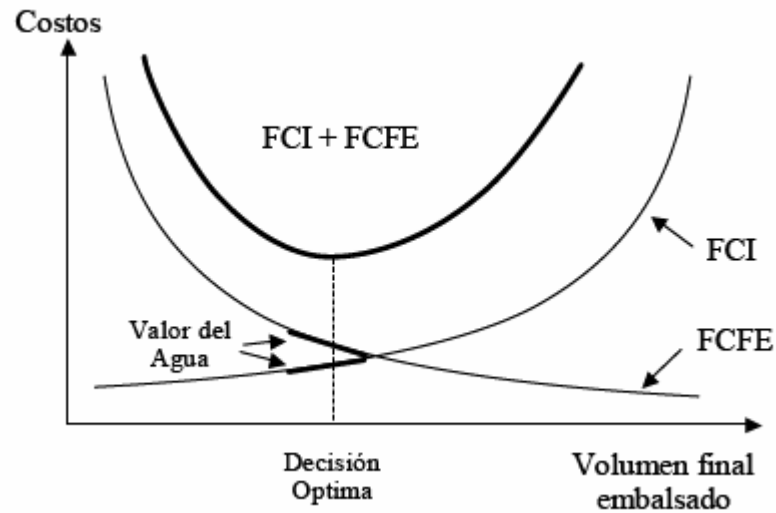 Costos
FCI + FCFE
FCI
Valor del
Agua
FCFE
Decisión
Optima
Volumen final
embalsado